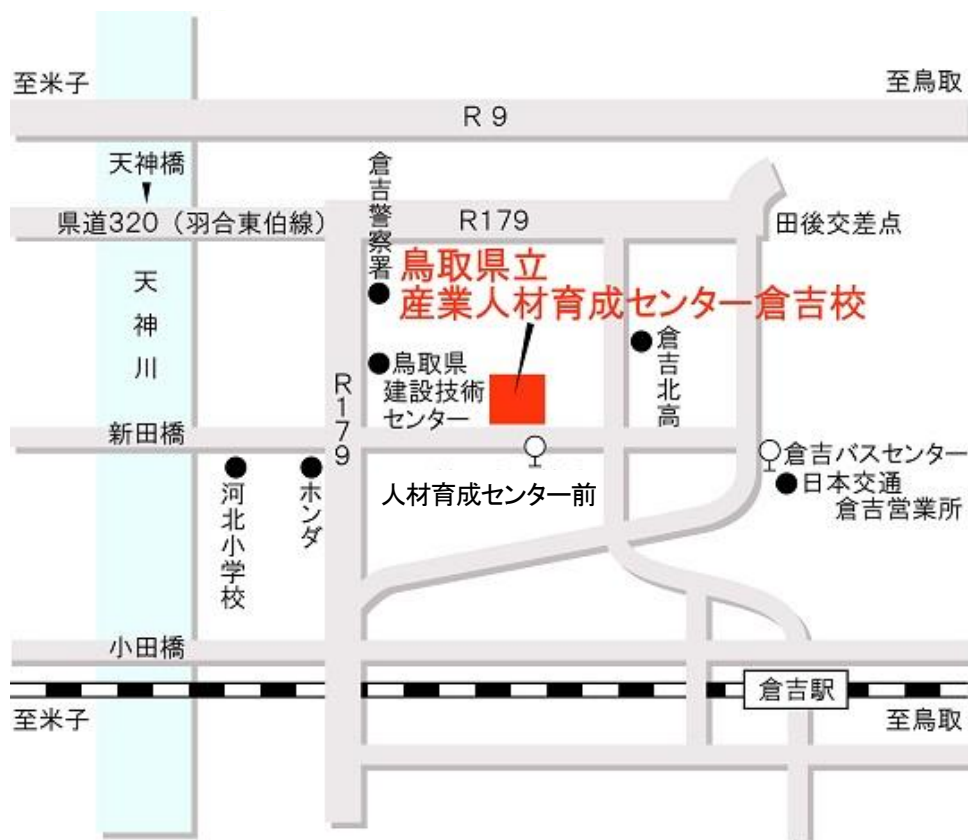 至米子
至鳥取
R 9
天神橋
県道320（羽合東伯線）
倉吉警察署
R179
田後交差点
鳥取県立
産業人材育成センター倉吉校
天神川
鳥取県
建設技術
センター
倉吉北高
R179
新田橋
倉吉バスセンター
日本交通
倉吉営業所
人材育成センター前
河北小学校
ホンダ
小田橋
倉吉駅
至米子
至鳥取